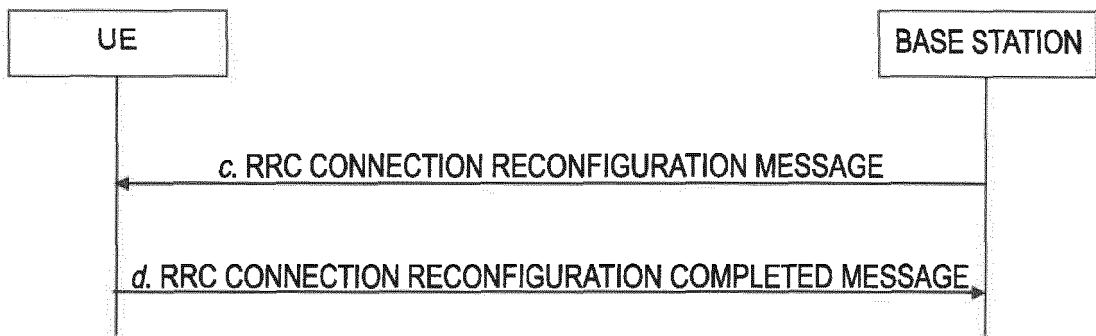 UE
BASE STATION
c. RRC CONNECTION RECONFIGURATION MESSAGE
d. RRC CONNECTION RECONFIGURATION COMPLETED MESSAGE